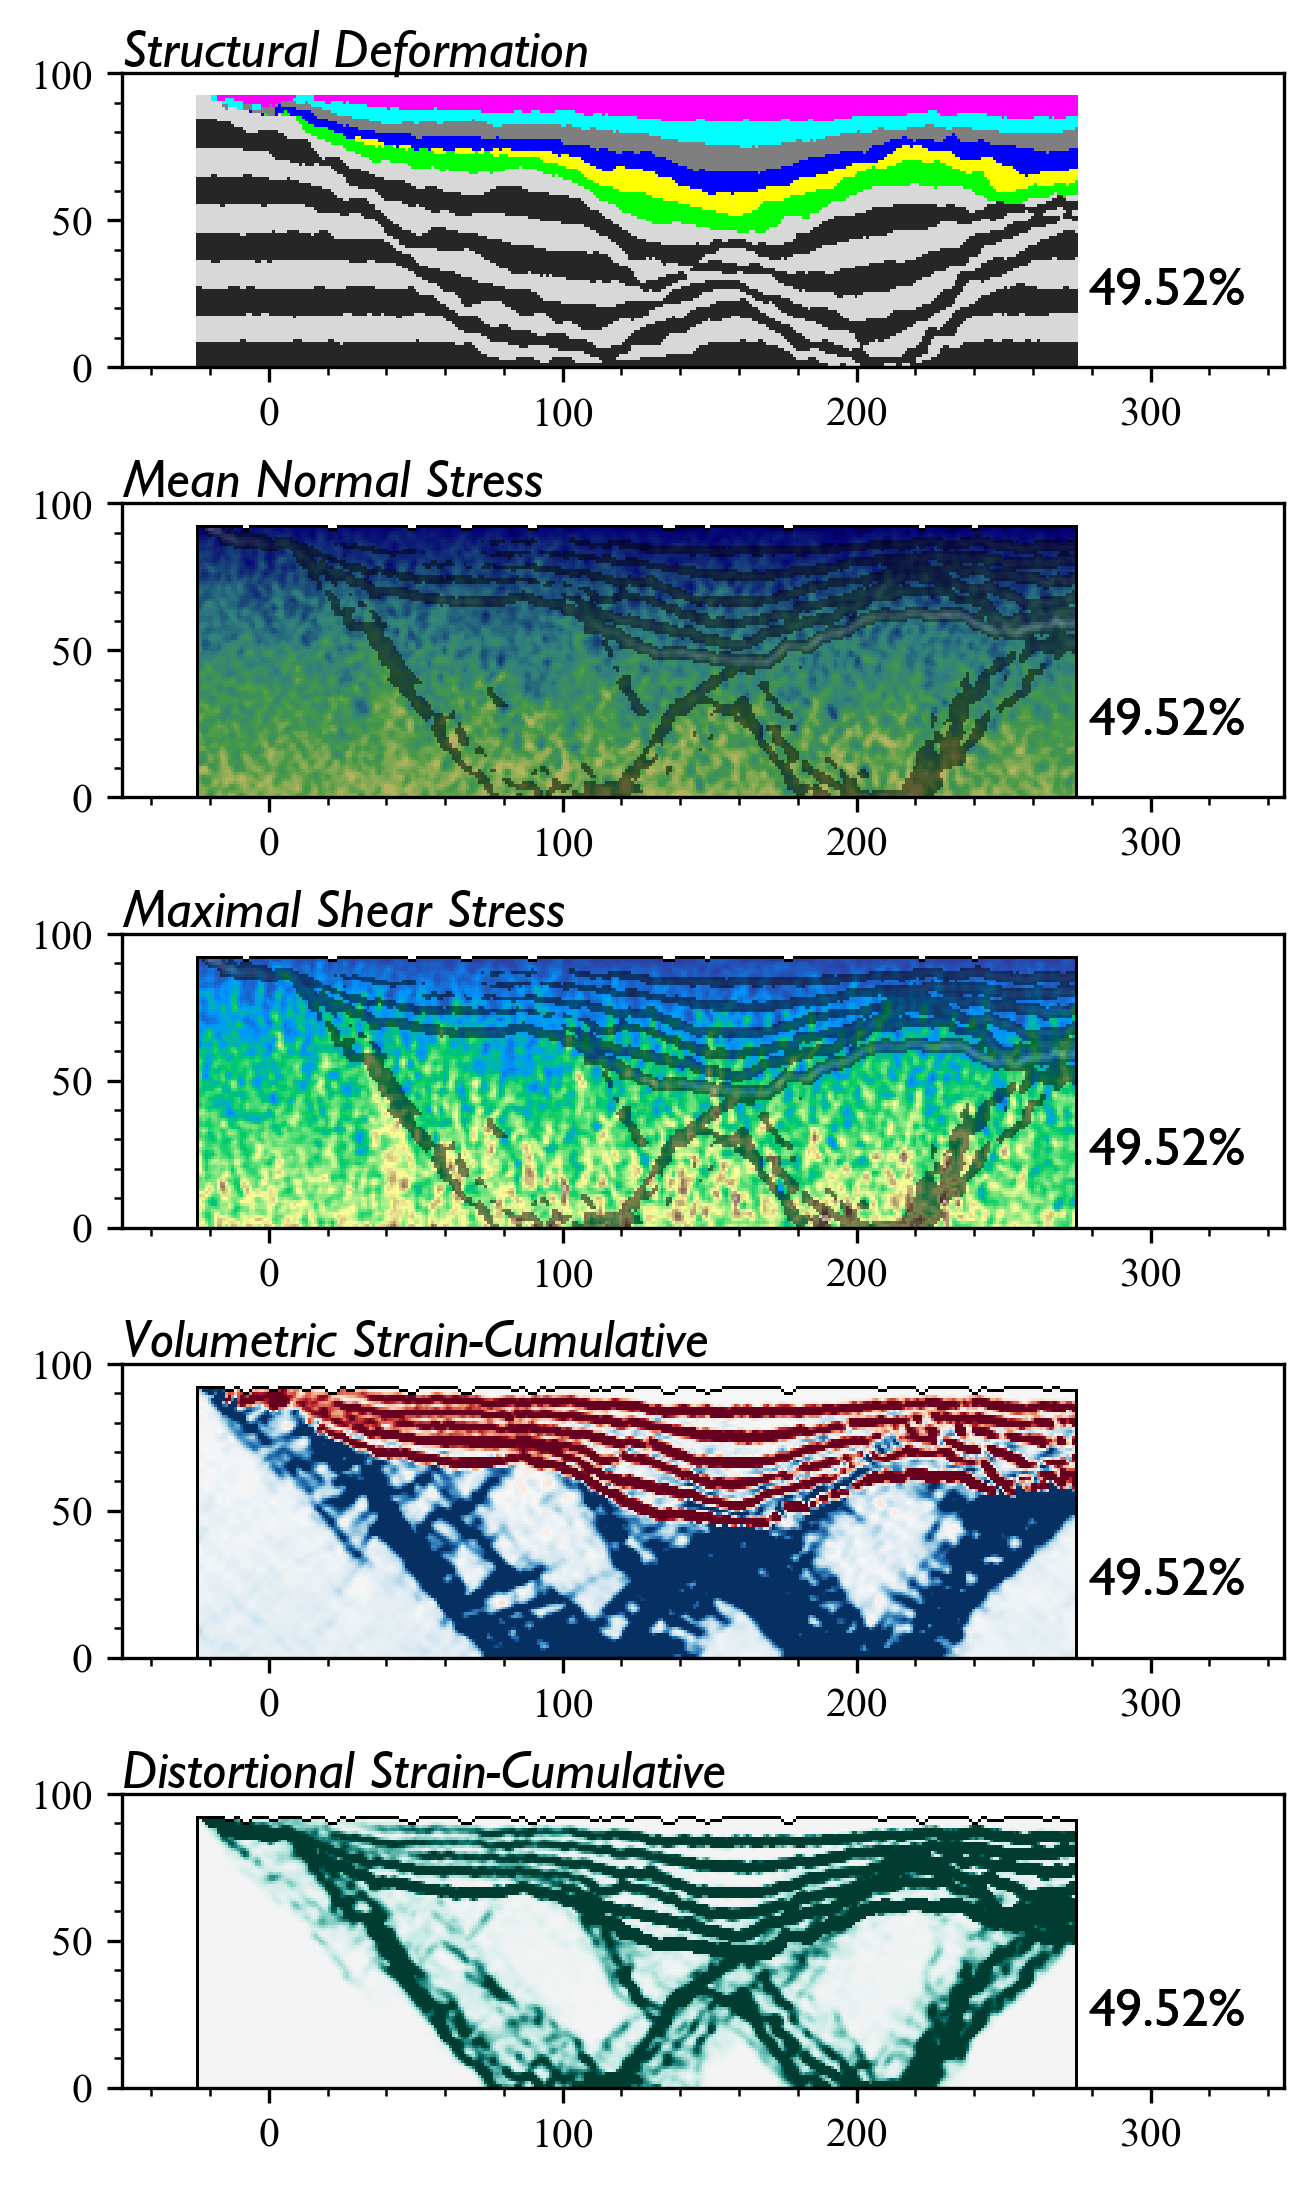 Structural Deformation
100
50
0
49.52%
0 100 200 300
Mean Normal Stress
100
50
0
49.52%
0 100 200 300
Maximal Shear Stress
100
50
0
49.52%
0 100 200 300
Volumetric Strain-Cumulative
100
50
0
49.52%
0 100 200 300
Distortional Strain-Cumulative
100
50
0
49.52%
0 100 200 300